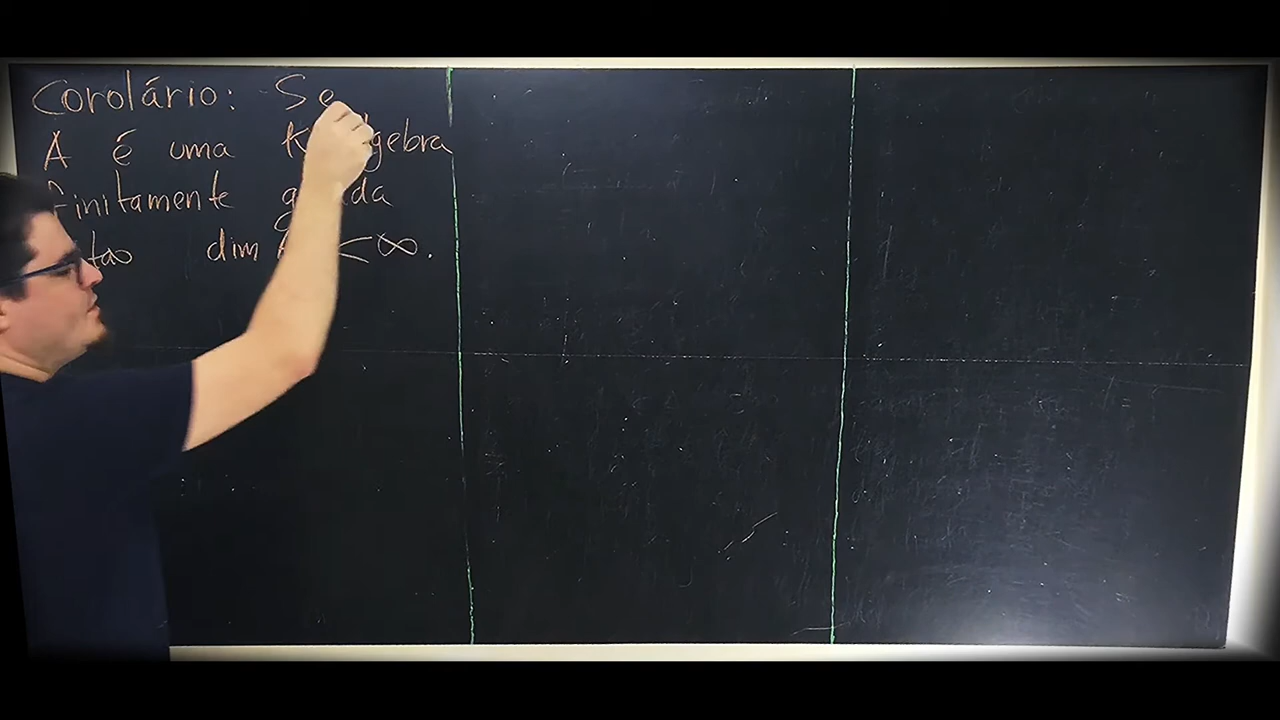 Corolário: Se
A é uma K-álgebra
finitamente gerada
então dim A < ∞.